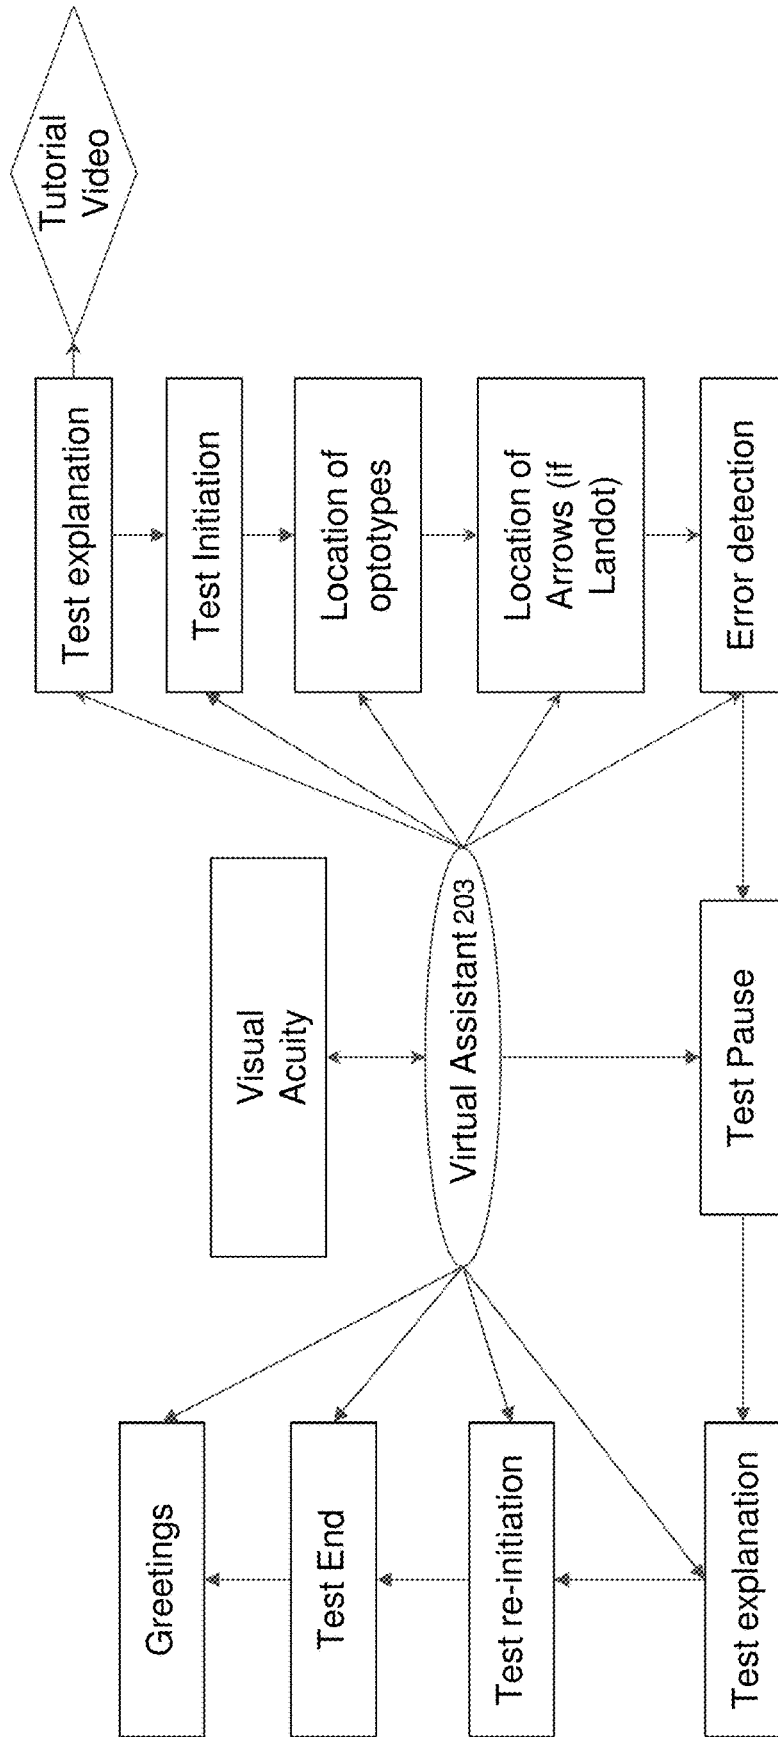 Tutorial
Video
Test explanation
Test Initiation
Location of
optotypes
Location of
Arrows (if
Landot)
Error detection
Visual
Acuity
Virtual Assistant 203
Test Pause
Greetings
Test End
Test re-initiation
Test explanation